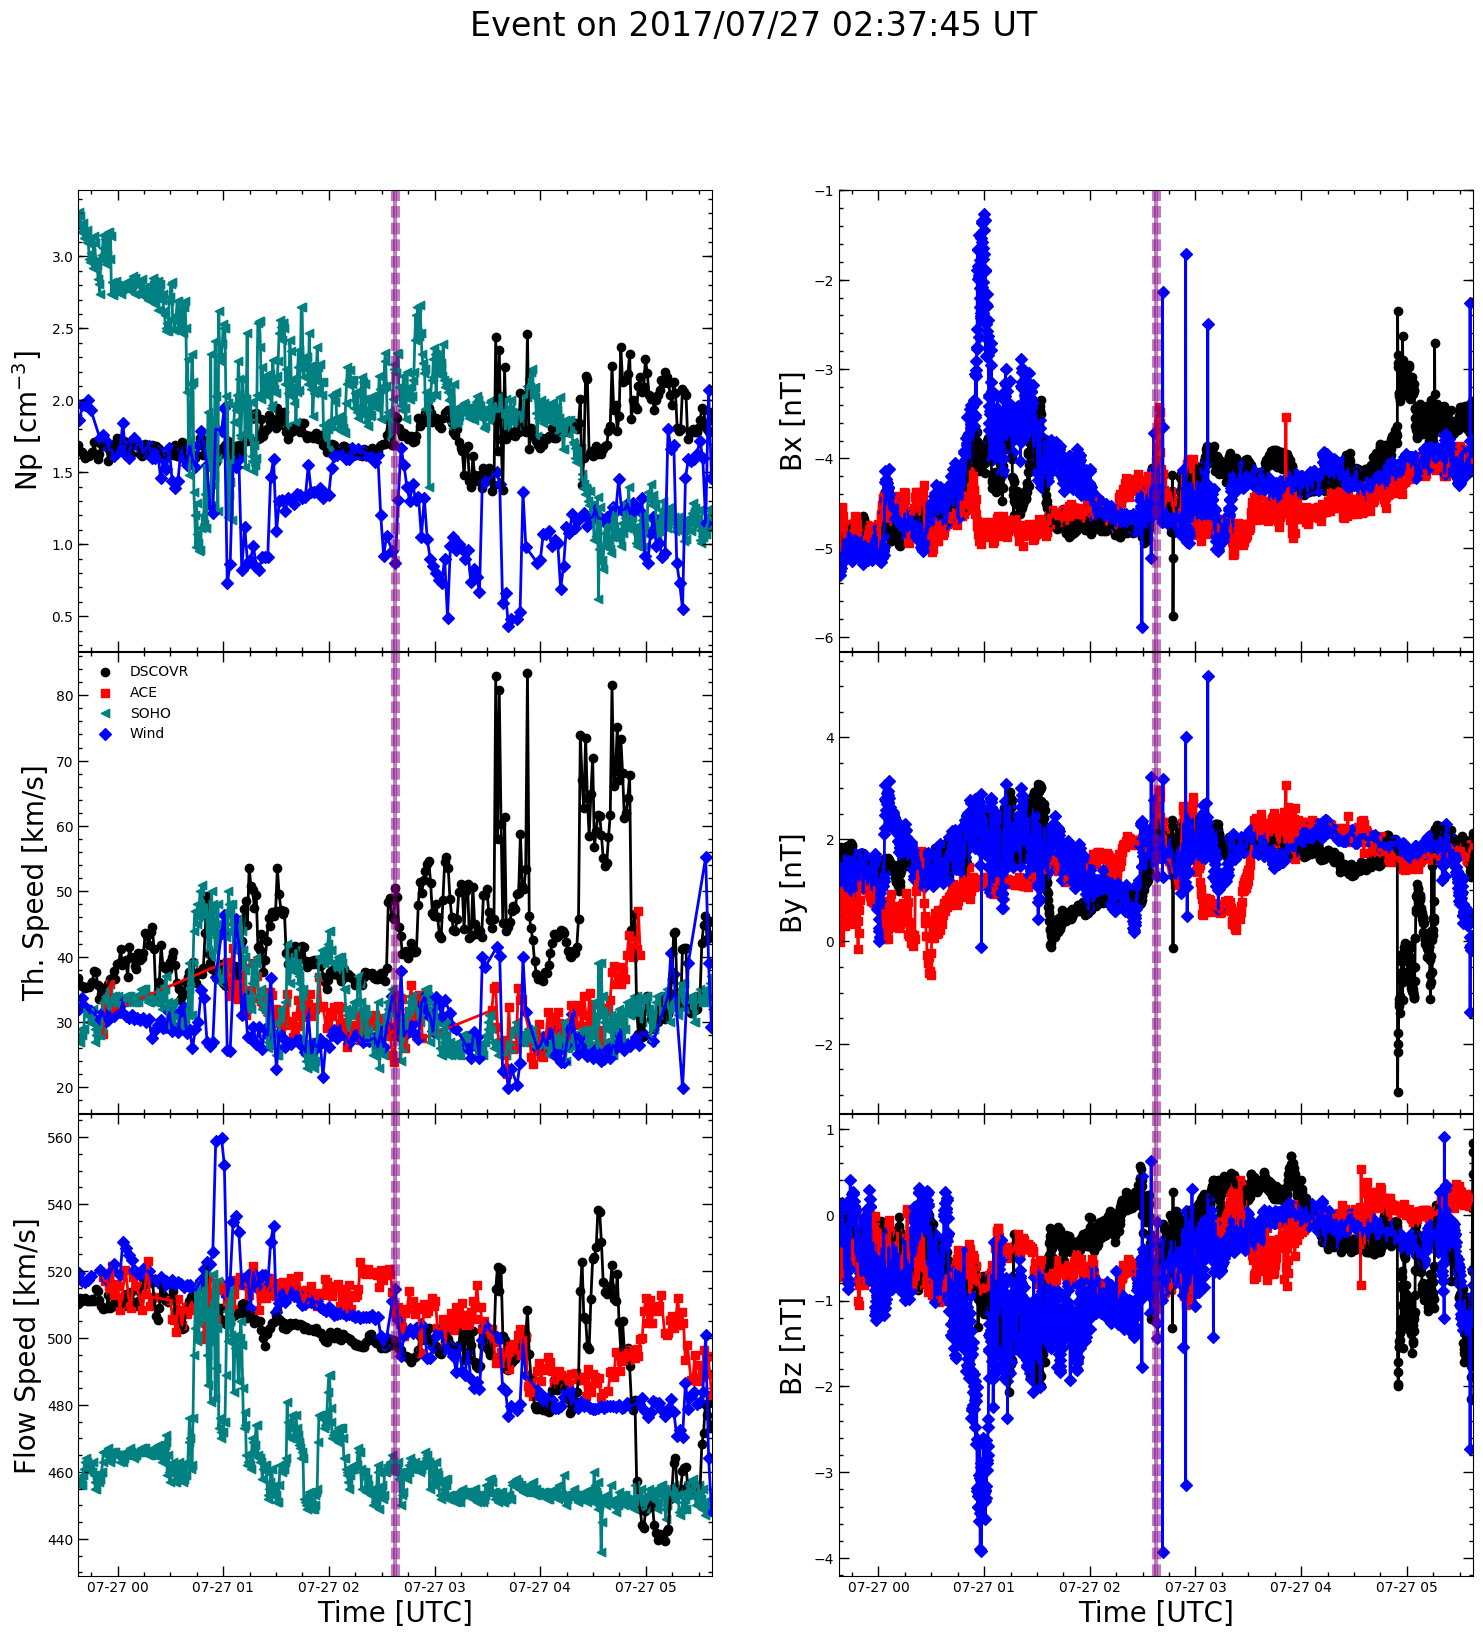 Event on 2017/07/27 02:37:45 UT
Np [cm⁻³]
3.0
2.5
2.0
1.5
1.0
0.5
Th. Speed [km/s]
DSCOVR
ACE
SOHO
Wind
80
70
60
50
40
30
20
Flow Speed [km/s]
560
540
520
500
480
460
440
07-27 00 07-27 01 07-27 02 07-27 03 07-27 04 07-27 05
Time [UTC]
Bx [nT]
−1
−2
−3
−4
−5
−6
By [nT]
4
2
0
−2
Bz [nT]
1
0
−1
−2
−3
−4
07-27 00 07-27 01 07-27 02 07-27 03 07-27 04 07-27 05
Time [UTC]